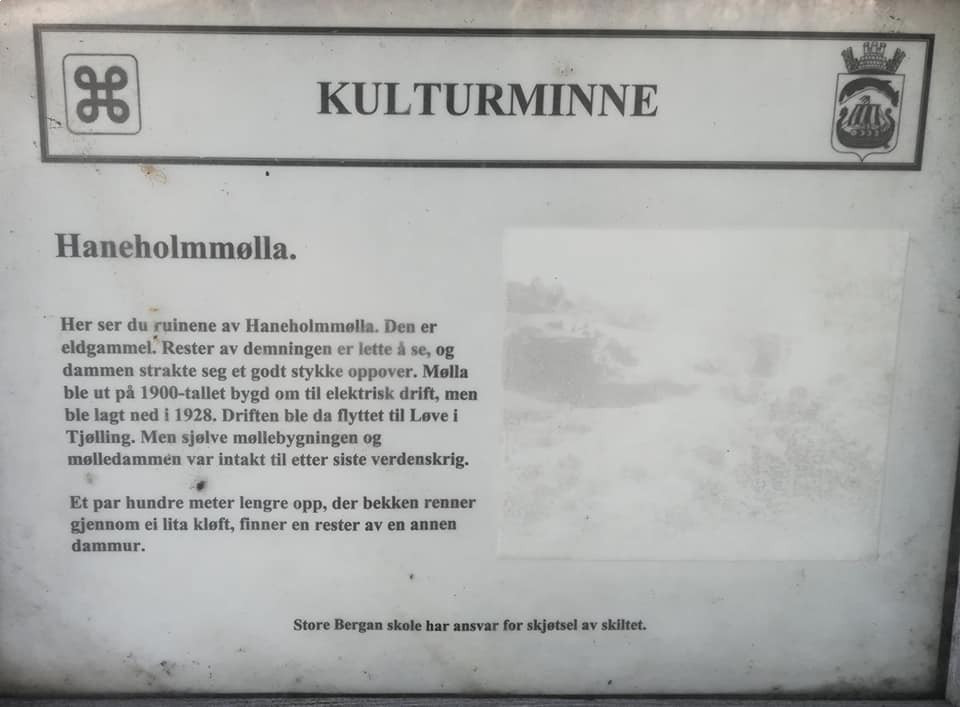 KULTURMINNE
Haneholmmølla.
Her ser du ruinene av Haneholmmølla. Den er
eldgammel. Rester av demningen er lette å se, og
dammen strakte seg et godt stykke oppover. Mølla
ble ut på 1900-tallet bygd om til elektrisk drift, men
ble lagt ned i 1928. Driften ble da flyttet til Løve i
Tjølling. Men sjølve møllebygningen og
mølledammen var intakt til etter siste verdenskrig.
Et par hundre meter lengre opp, der bekken renner
gjennom ei lita kløft, finner en rester av en annen
dammur.
Store Bergan skole har ansvar for skjøtsel av skiltet.